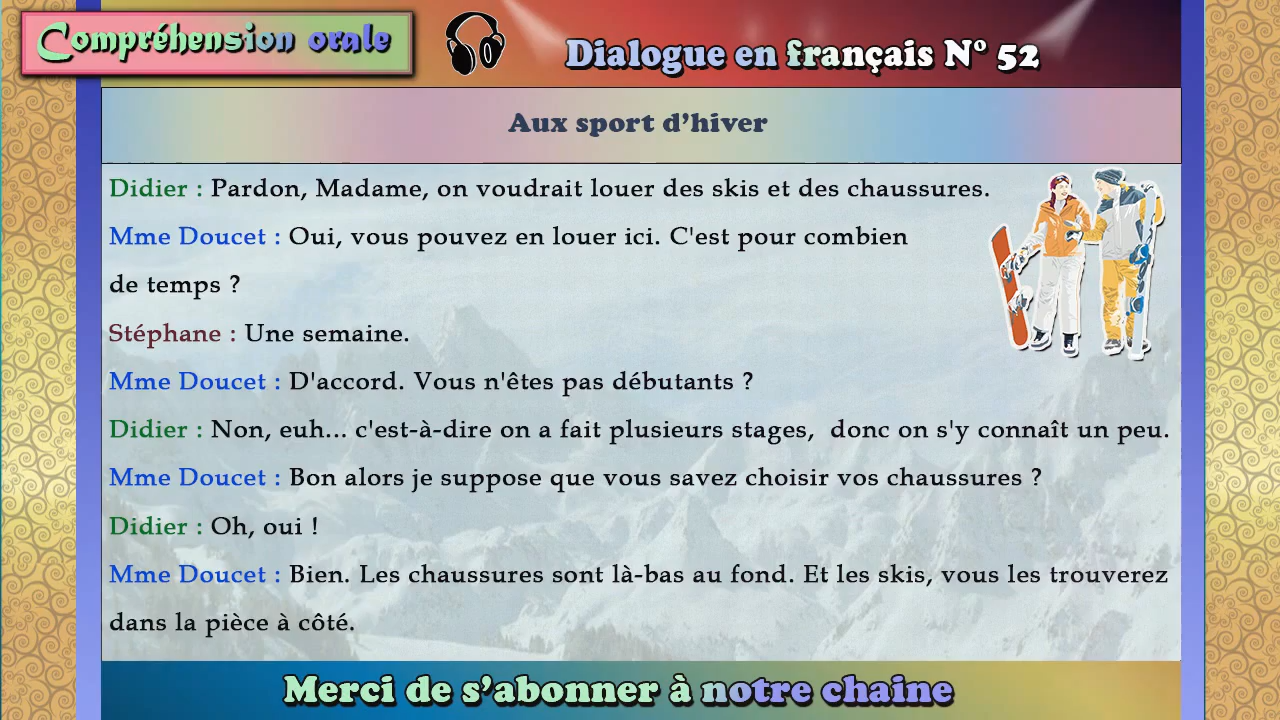 Compréhension orale
Dialogue en français N° 52
Aux sport d’hiver
Didier : Pardon, Madame, on voudrait louer des skis et des chaussures.
Mme Doucet : Oui, vous pouvez en louer ici. C'est pour combien
de temps ?
Stéphane : Une semaine.
Mme Doucet : D'accord. Vous n'êtes pas débutants ?
Didier : Non, euh... c'est-à-dire on a fait plusieurs stages,  donc on s'y connaît un peu.
Mme Doucet : Bon alors je suppose que vous savez choisir vos chaussures ?
Didier : Oh, oui !
Mme Doucet : Bien. Les chaussures sont là-bas au fond. Et les skis, vous les trouverez
dans la pièce à côté.
Merci de s’abonner à notre chaine